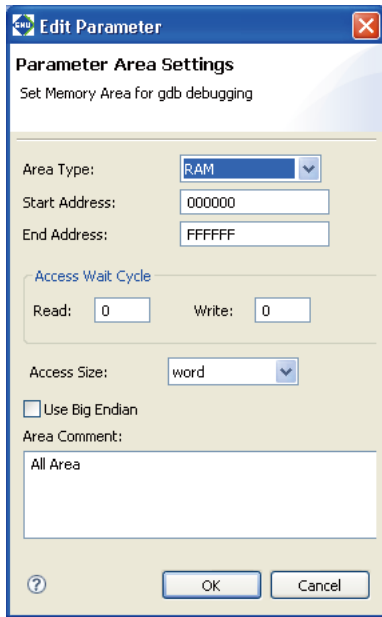 GNU Edit Parameter
Parameter Area Settings
Set Memory Area for gdb debugging
Area Type: RAM
Start Address: 000000
End Address: FFFFFF
Access Wait Cycle
Read: 0 Write: 0
Access Size: word
Use Big Endian
Area Comment:
All Area
? OK Cancel